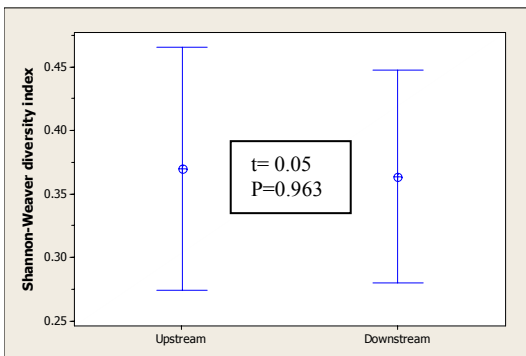 Shannon-Weaver diversity index
0.45
0.40
0.35
0.30
0.25
t= 0.05
P=0.963
Upstream
Downstream